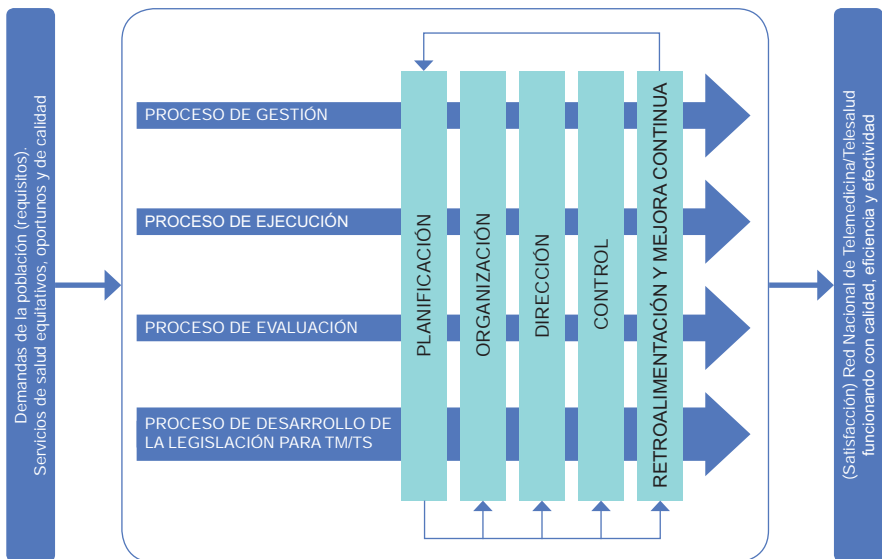 Demandas de la población (requisitos).
Servicios de salud equitativos, oportunos y de calidad
PROCESO DE GESTIÓN
PROCESO DE EJECUCIÓN
PROCESO DE EVALUACIÓN
PROCESO DE DESARROLLO DE
LA LEGISLACIÓN PARA TM/TS
PLANIFICACIÓN
ORGANIZACIÓN
DIRECCIÓN
CONTROL
RETROALIMENTACIÓN Y MEJORA CONTINUA
(Satisfacción) Red Nacional de Telemedicina/Telesalud
funcionando con calidad, eficiencia y efectividad